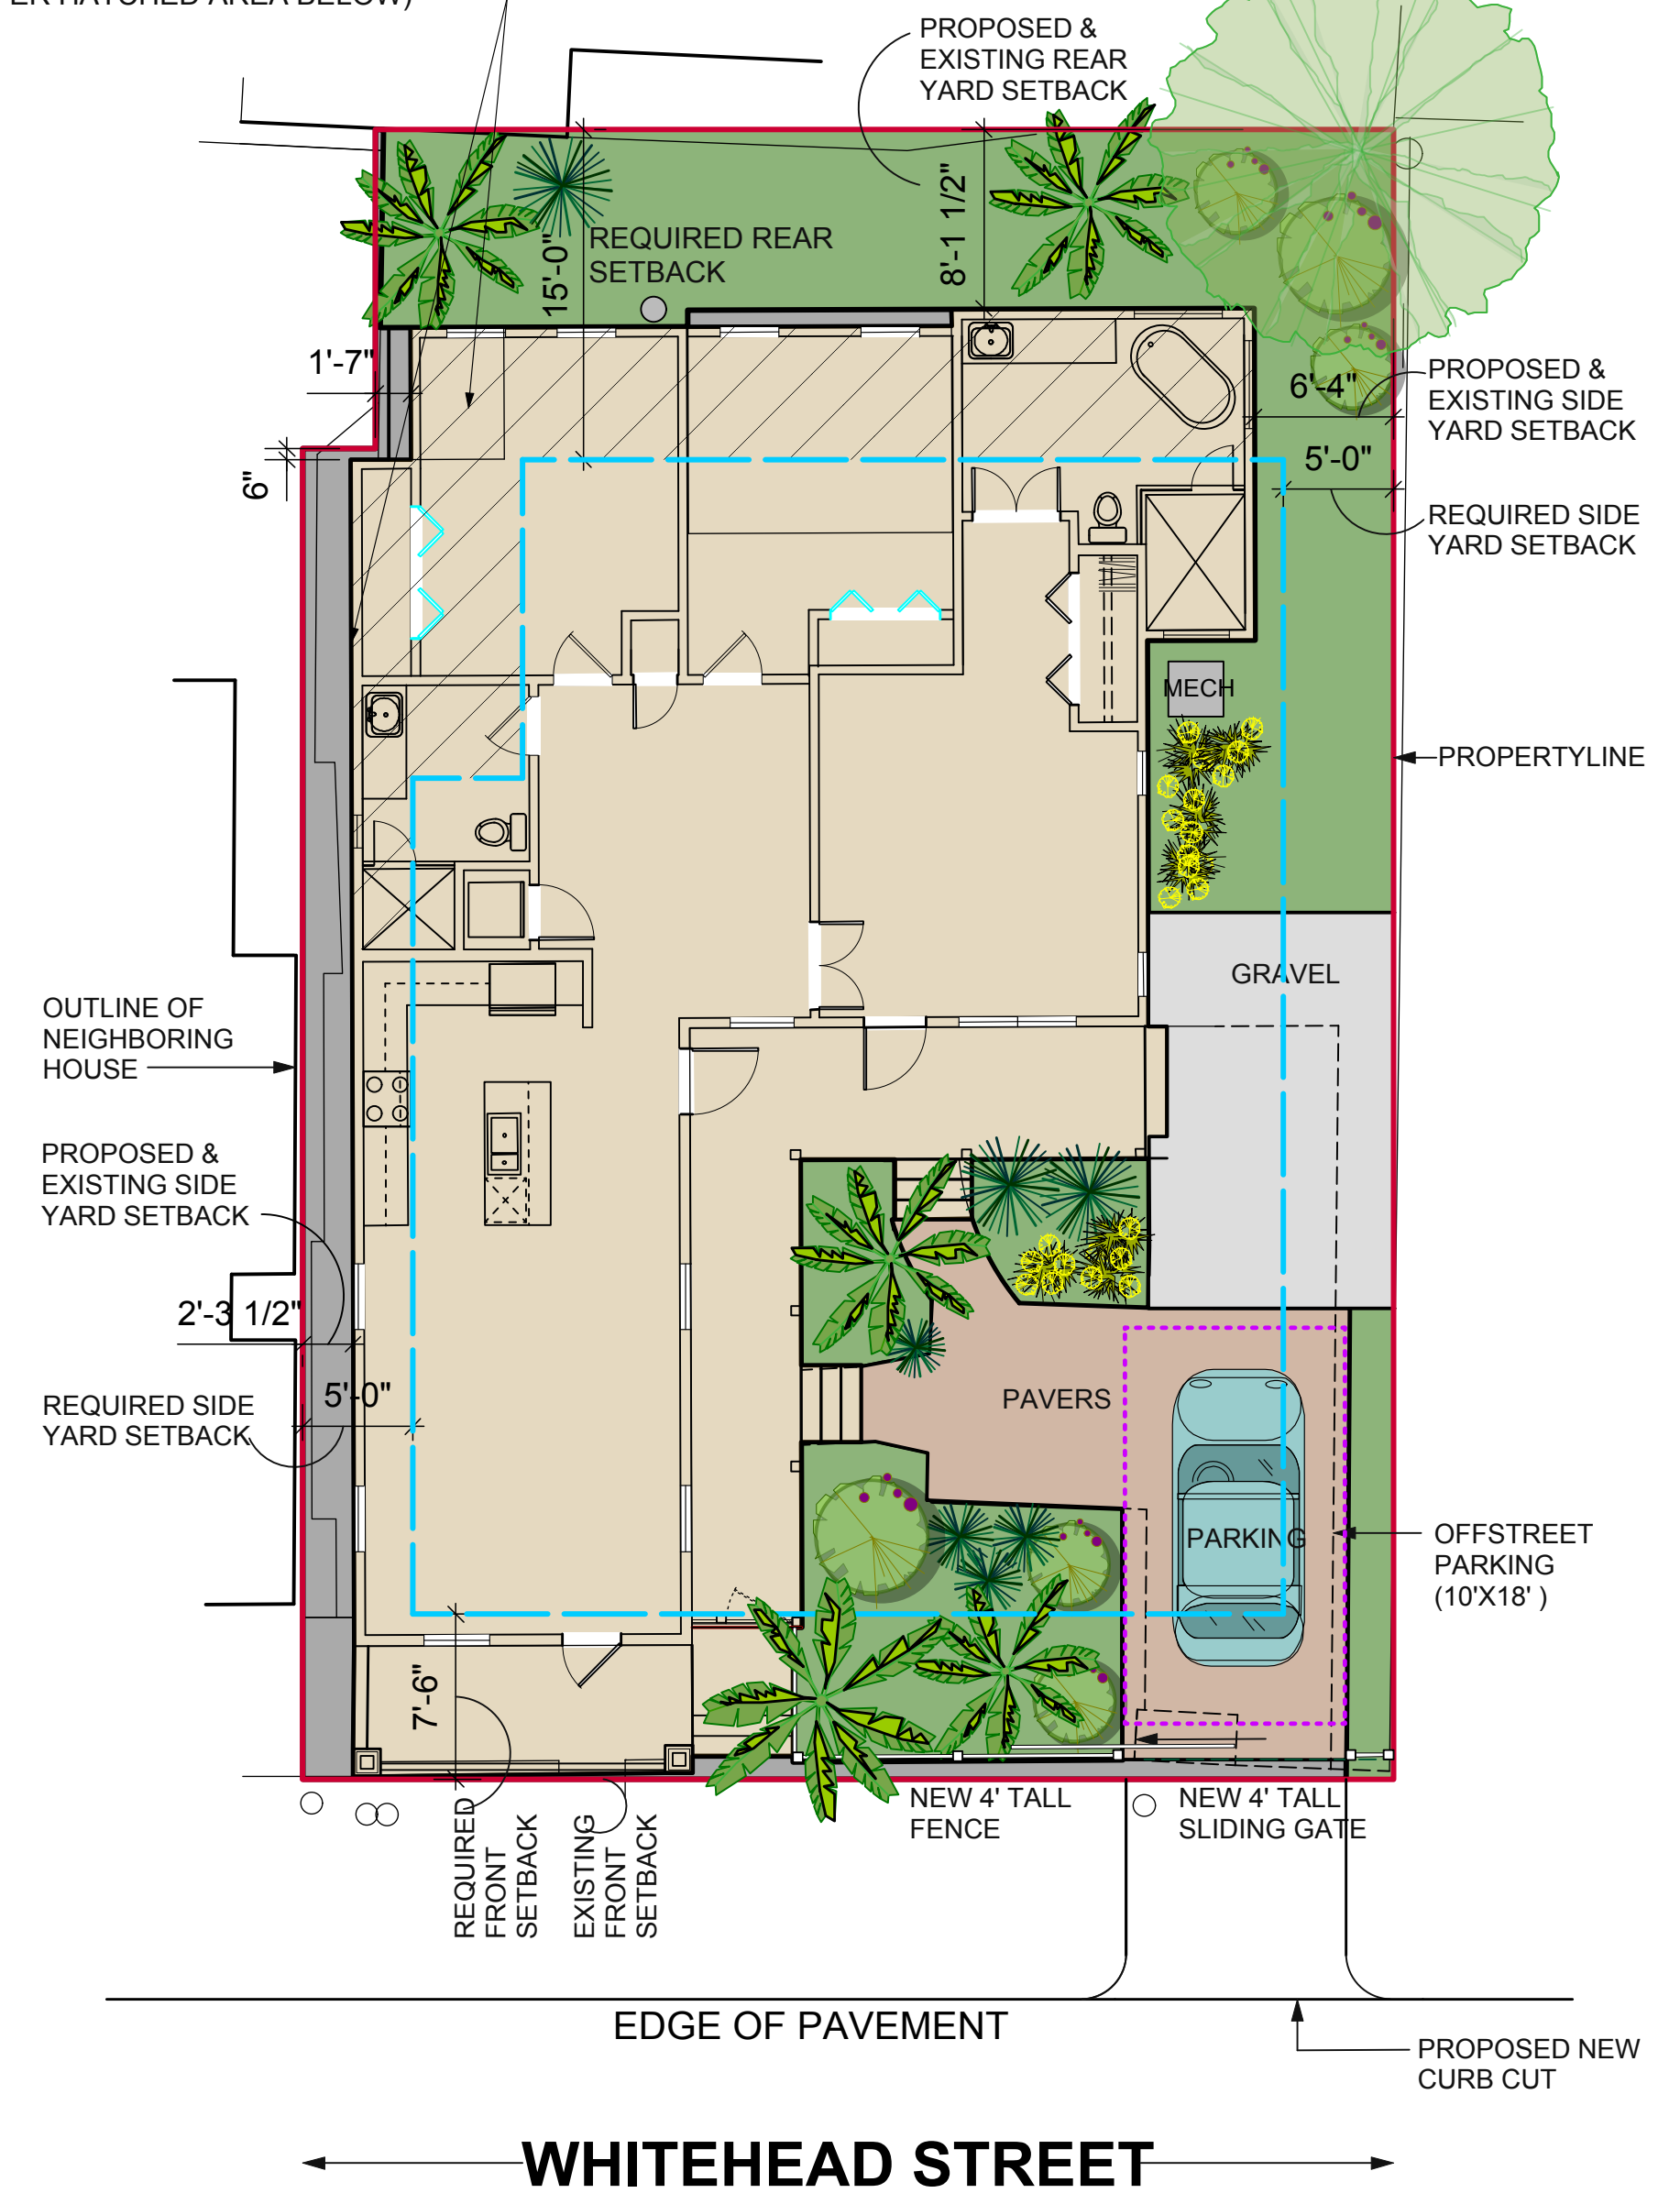 ER HATCHED AREA BELOW)
PROPOSED &
EXISTING REAR
YARD SETBACK
8'-1 1/2"
15'-0"
REQUIRED REAR
SETBACK
1'-7"
6"
6'-4"
PROPOSED &
EXISTING SIDE
YARD SETBACK
5'-0"
REQUIRED SIDE
YARD SETBACK
MECH
PROPERTYLINE
GRAVEL
OUTLINE OF
NEIGHBORING
HOUSE
PROPOSED &
EXISTING SIDE
YARD SETBACK
2'-3 1/2"
5'-0"
REQUIRED SIDE
YARD SETBACK
PAVERS
PARKING
OFFSTREET
PARKING
(10'X18' )
7'-6"
REQUIRED
FRONT
SETBACK
EXISTING
FRONT
SETBACK
NEW 4' TALL
FENCE
NEW 4' TALL
SLIDING GATE
EDGE OF PAVEMENT
PROPOSED NEW
CURB CUT
WHITEHEAD STREET